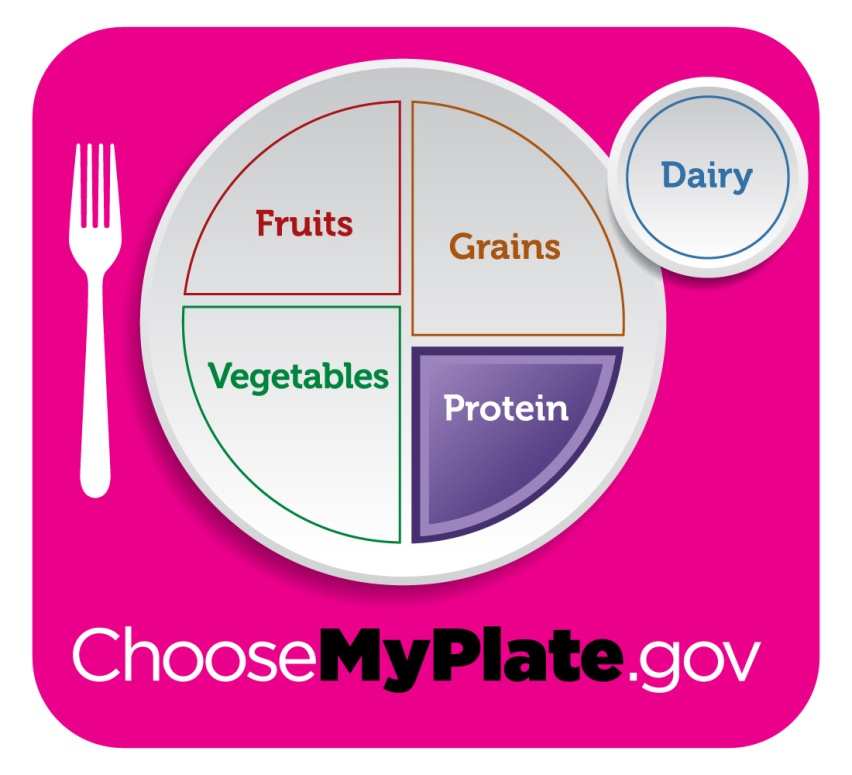 Fruits
Grains
Dairy
Vegetables
Protein
ChooseMyPlate.gov